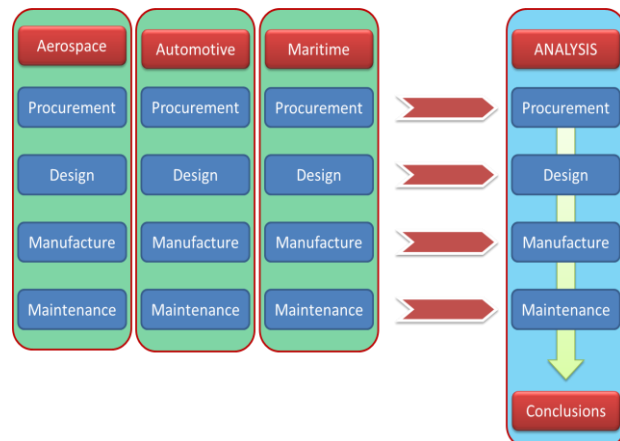 Aerospace
Automotive
Maritime
ANALYSIS
Procurement
Procurement
Procurement
Procurement
Design
Design
Design
Design
Manufacture
Manufacture
Manufacture
Manufacture
Maintenance
Maintenance
Maintenance
Maintenance
Conclusions